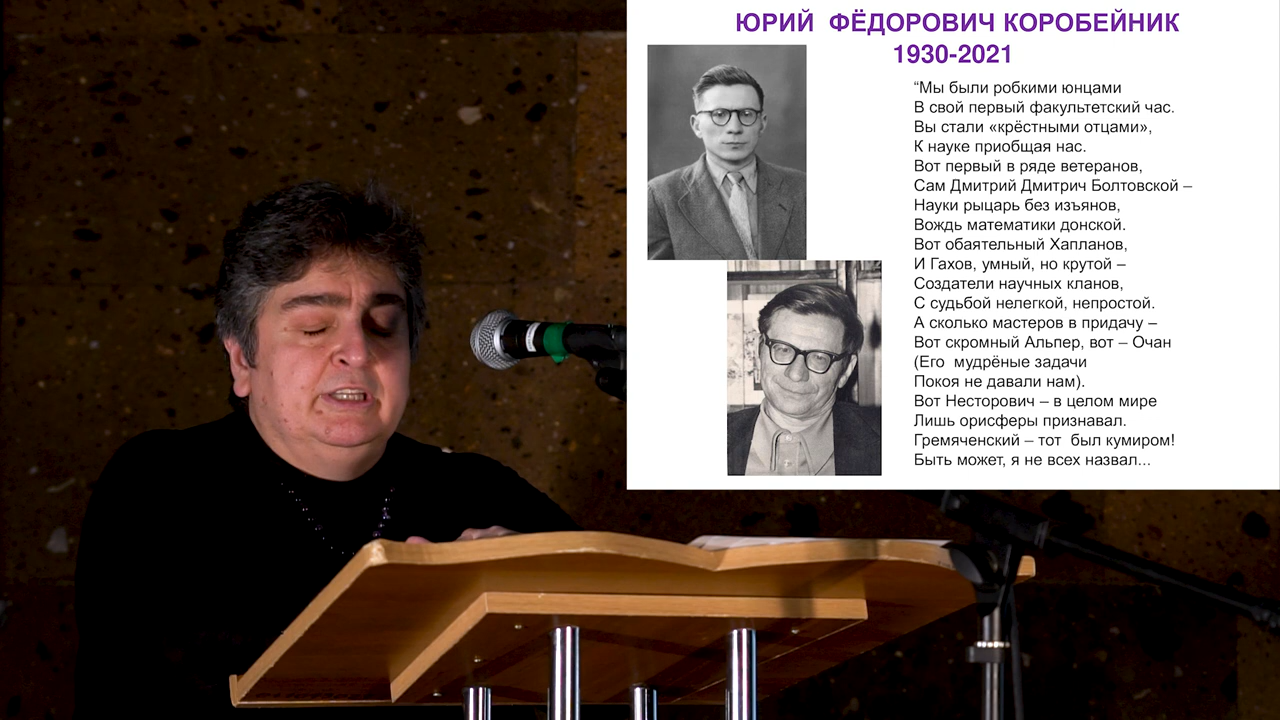 ЮРИЙ ФЁДОРОВИЧ КОРОБЕЙНИК
1930-2021
“Мы были робкими юнцами
В свой первый факультетский час.
Вы стали «крёстными отцами»,
К науке приобщая нас.
Вот первый в ряде ветеранов,
Сам Дмитрий Дмитрич Болтовской –
Науки рыцарь без изъянов,
Вождь математики донской.
Вот обаятельный Хапланов,
И Гахов, умный, но крутой –
Создатели научных кланов,
С судьбой нелегкой, непростой.
А сколько мастеров в придачу –
Вот скромный Альпер, вот – Очан
(Его мудрёные задачи
Покоя не давали нам).
Вот Несторович – в целом мире
Лишь орисферы признавал.
Гремяченский – тот был кумиром!
Быть может, я не всех назвал...